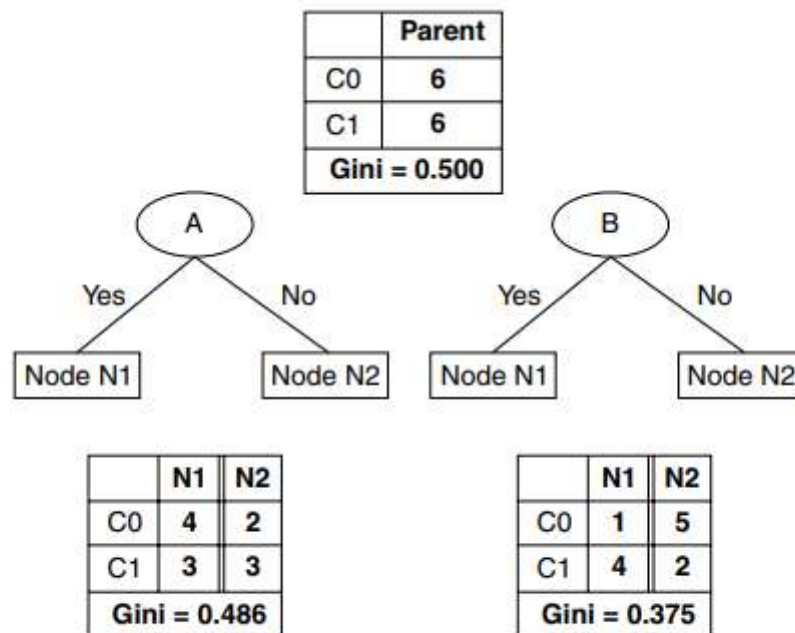 Parent
C0 6
C1 6
Gini = 0.500
A B
Yes No Yes No
Node N1 Node N2 Node N1 Node N2
N1 N2 N1 N2
C0 4 2 C0 1 5
C1 3 3 C1 4 2
Gini = 0.486 Gini = 0.375